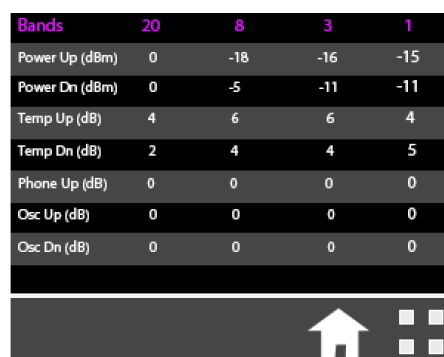 Bands 20 8 3 1
Power Up (dBm) 0 -18 -16 -15
Power Dn (dBm) 0 -5 -11 -11
Temp Up (dB) 4 6 6 4
Temp Dn (dB) 2 4 4 5
Phone Up (dB) 0 0 0 0
Osc Up (dB) 0 0 0 0
Osc Dn (dB) 0 0 0 0